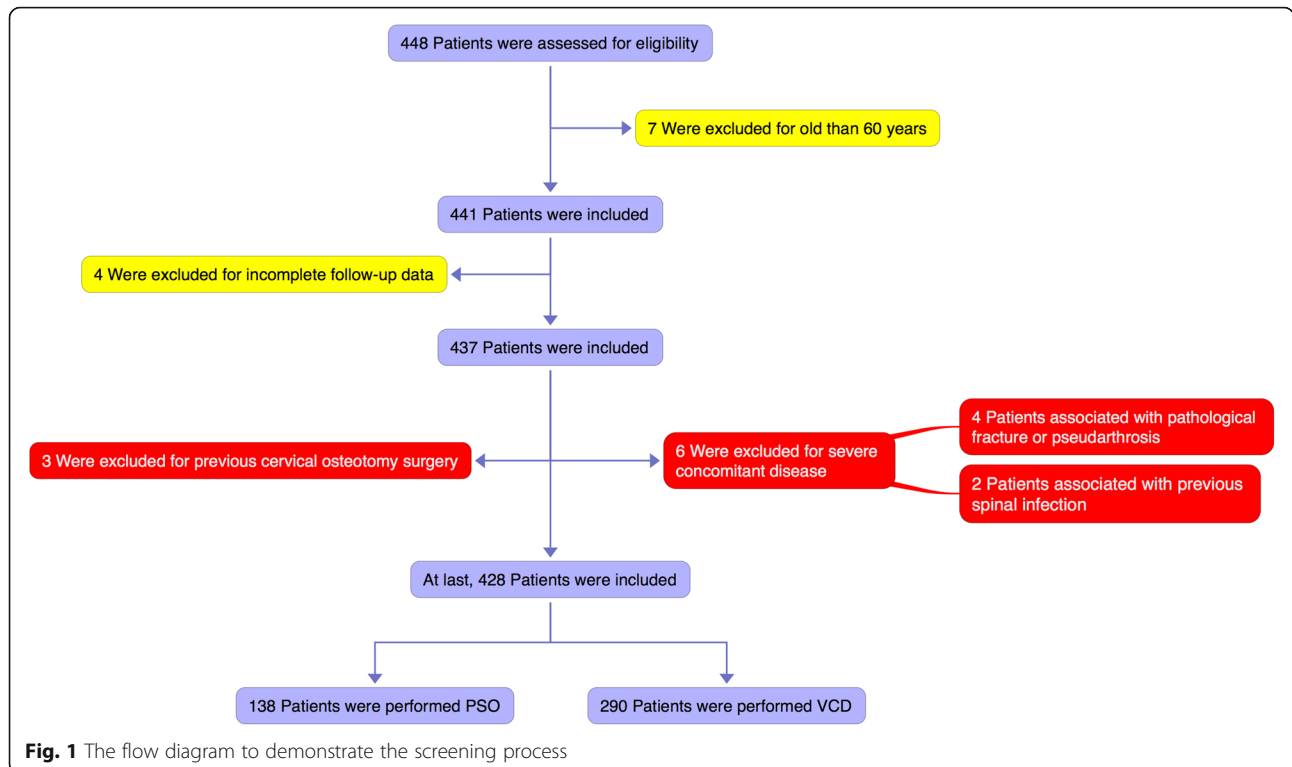 448 Patients were assessed for eligibility
7 Were excluded for old than 60 years
441 Patients were included
4 Were excluded for incomplete follow-up data
437 Patients were included
3 Were excluded for previous cervical osteotomy surgery
6 Were excluded for severe
concomitant disease
4 Patients associated with pathological
fracture or pseudarthrosis
2 Patients associated with previous
spinal infection
At last, 428 Patients were included
138 Patients were performed PSO
290 Patients were performed VCD
Fig. 1 The flow diagram to demonstrate the screening process